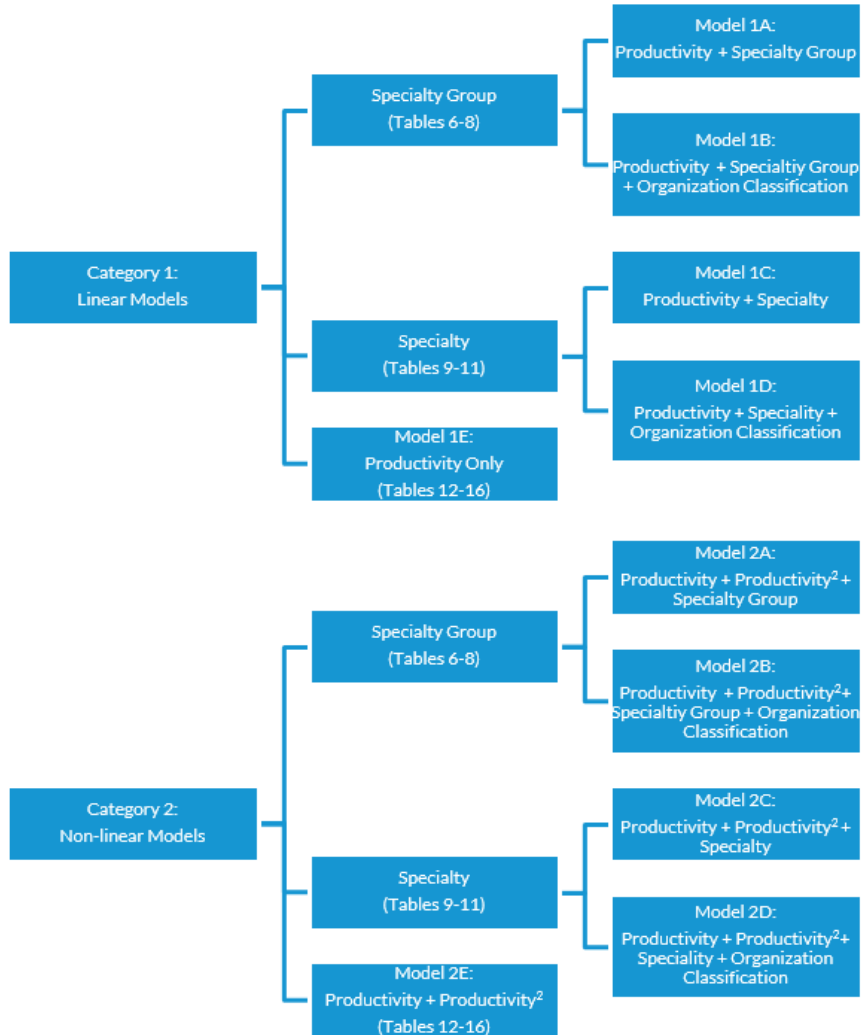 Model 1A:
Productivity + Specialty Group
Specialty Group
(Tables 6-8)
Model 1B:
Productivity + Specialtiy Group
+ Organization Classification
Category 1:
Linear Models
Model 1C:
Productivity + Specialty
Specialty
(Tables 9-11)
Model 1D:
Productivity + Speciality +
Organization Classification
Model 1E:
Productivity Only
(Tables 12-16)
Model 2A:
Productivity + Productivity² +
Specialty Group
Specialty Group
(Tables 6-8)
Model 2B:
Productivity + Productivity²+
Specialtiy Group + Organization
Classification
Category 2:
Non-linear Models
Model 2C:
Productivity + Productivity² +
Specialty
Specialty
(Tables 9-11)
Model 2D:
Productivity + Productivity²+
Speciality + Organization
Classification
Model 2E:
Productivity + Productivity²
(Tables 12-16)